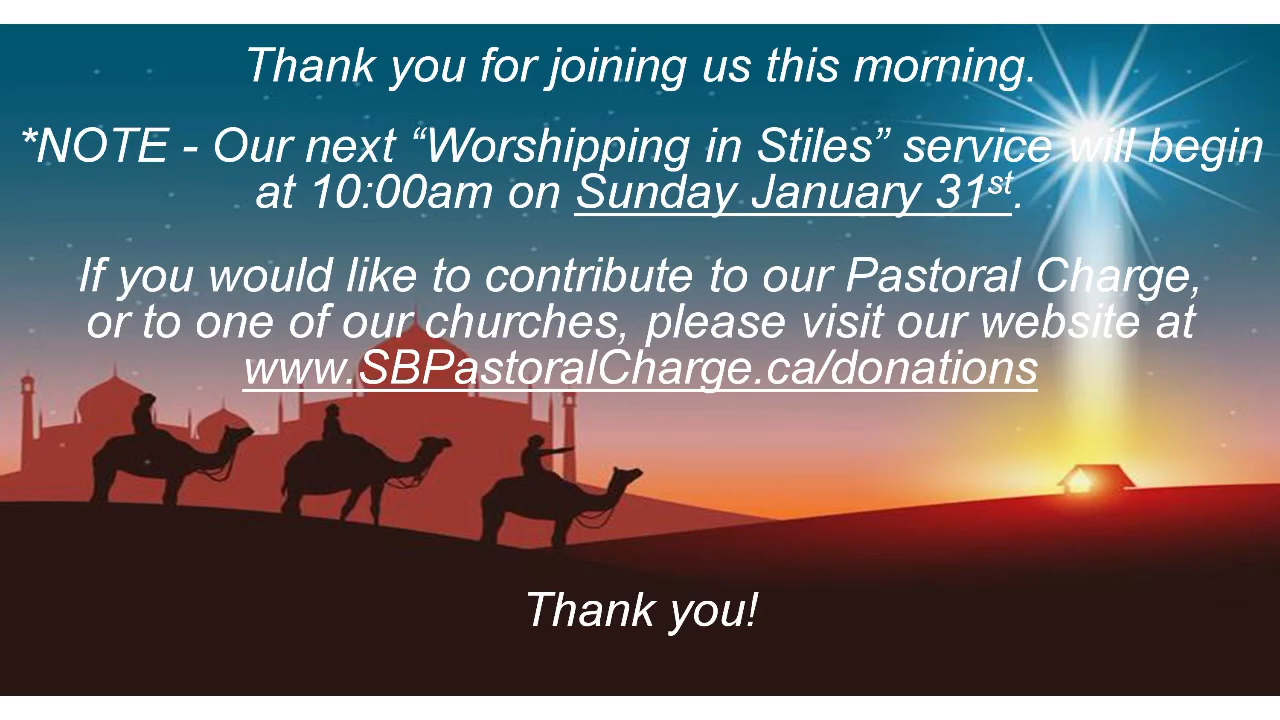 Thank you for joining us this morning.
*NOTE - Our next “Worshipping in Stiles” service will begin
at 10:00am on Sunday January 31st.
If you would like to contribute to our Pastoral Charge,
or to one of our churches, please visit our website at
www.SBPastoralCharge.ca/donations
Thank you!